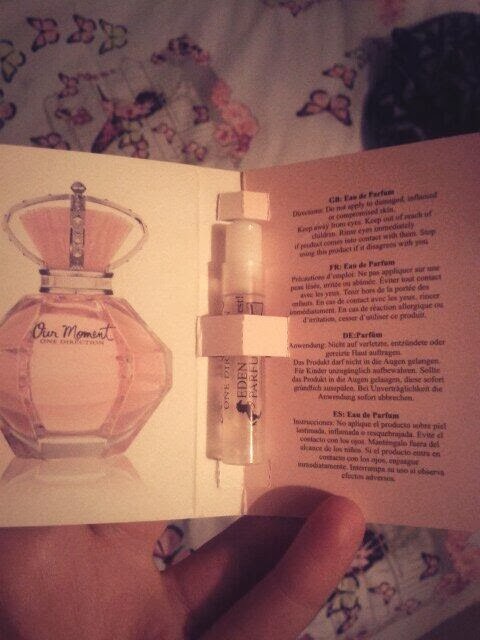 Our Moment
ONE DIRECTION
ONE DI
EDEN
PARFU
GB: Eau de Parfum
Directions: Do not apply to damaged, inflamed
or compromised skin.
Keep away from eyes. Keep out of reach of
children. Rinse eyes immediately
if product comes into contact with them. Stop
using this product if it disagrees with you.
FR: Eau de Parfum
Précautions d'emploi: Ne pas appliquer sur une
peau lésée, irritée ou abimée. Éviter tout contact
avec les yeux. Tenir hors de la portée des
enfants. En cas de contact avec les yeux, rincer
immédiatement. En cas de réaction allergique ou
d'irritation, cesser d'utiliser ce produit.
DE:Parfüm
Anwendung: Nicht auf verletzte, entzündete oder
gereizte Haut auftragen.
Das Produkt darf nicht in die Augen gelangen.
Für Kinder unzugänglich aufbewahren. Sollte
das Produkt in die Augen gelangen, diese sofort
gründlich ausspülen. Bei Unverträglichkeit die
Anwendung sofort abbrechen.
ES: Eau de Parfum
Instrucciones: No aplique el producto sobre piel
lastimada, inflamada o resquebrajada. Evite el
contacto con los ojos. Manténgalo fuera del
alcance de los niños. Si el producto entra en
contacto con los ojos, enjuague
inmediatamente. Interrumpa su uso si observa
efectos adversos.